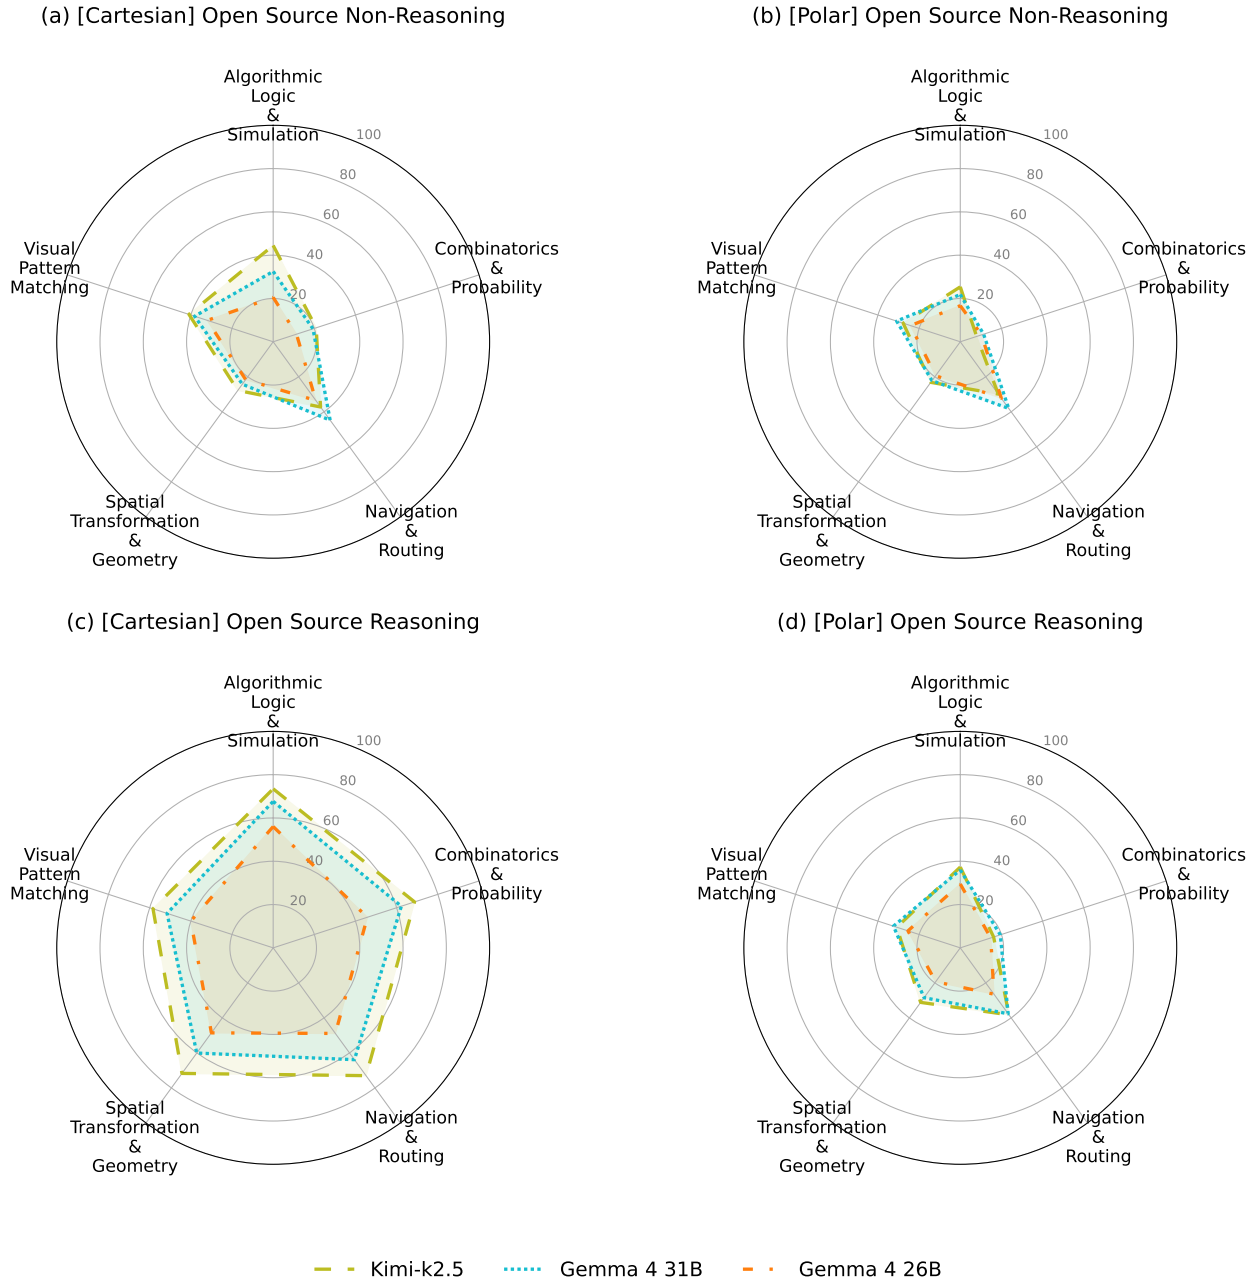 (a) [Cartesian] Open Source Non-Reasoning
Algorithmic
Logic
&
Simulation
100
80
60
40
20
Combinatorics
&
Probability
Visual
Pattern
Matching
Spatial
Transformation
&
Geometry
Navigation
&
Routing
(b) [Polar] Open Source Non-Reasoning
Algorithmic
Logic
&
Simulation
100
80
60
40
20
Combinatorics
&
Probability
Visual
Pattern
Matching
Spatial
Transformation
&
Geometry
Navigation
&
Routing
(c) [Cartesian] Open Source Reasoning
Algorithmic
Logic
&
Simulation
100
80
60
40
20
Combinatorics
&
Probability
Visual
Pattern
Matching
Spatial
Transformation
&
Geometry
Navigation
&
Routing
(d) [Polar] Open Source Reasoning
Algorithmic
Logic
&
Simulation
100
80
60
40
20
Combinatorics
&
Probability
Visual
Pattern
Matching
Spatial
Transformation
&
Geometry
Navigation
&
Routing
Kimi-k2.5
Gemma 4 31B
Gemma 4 26B